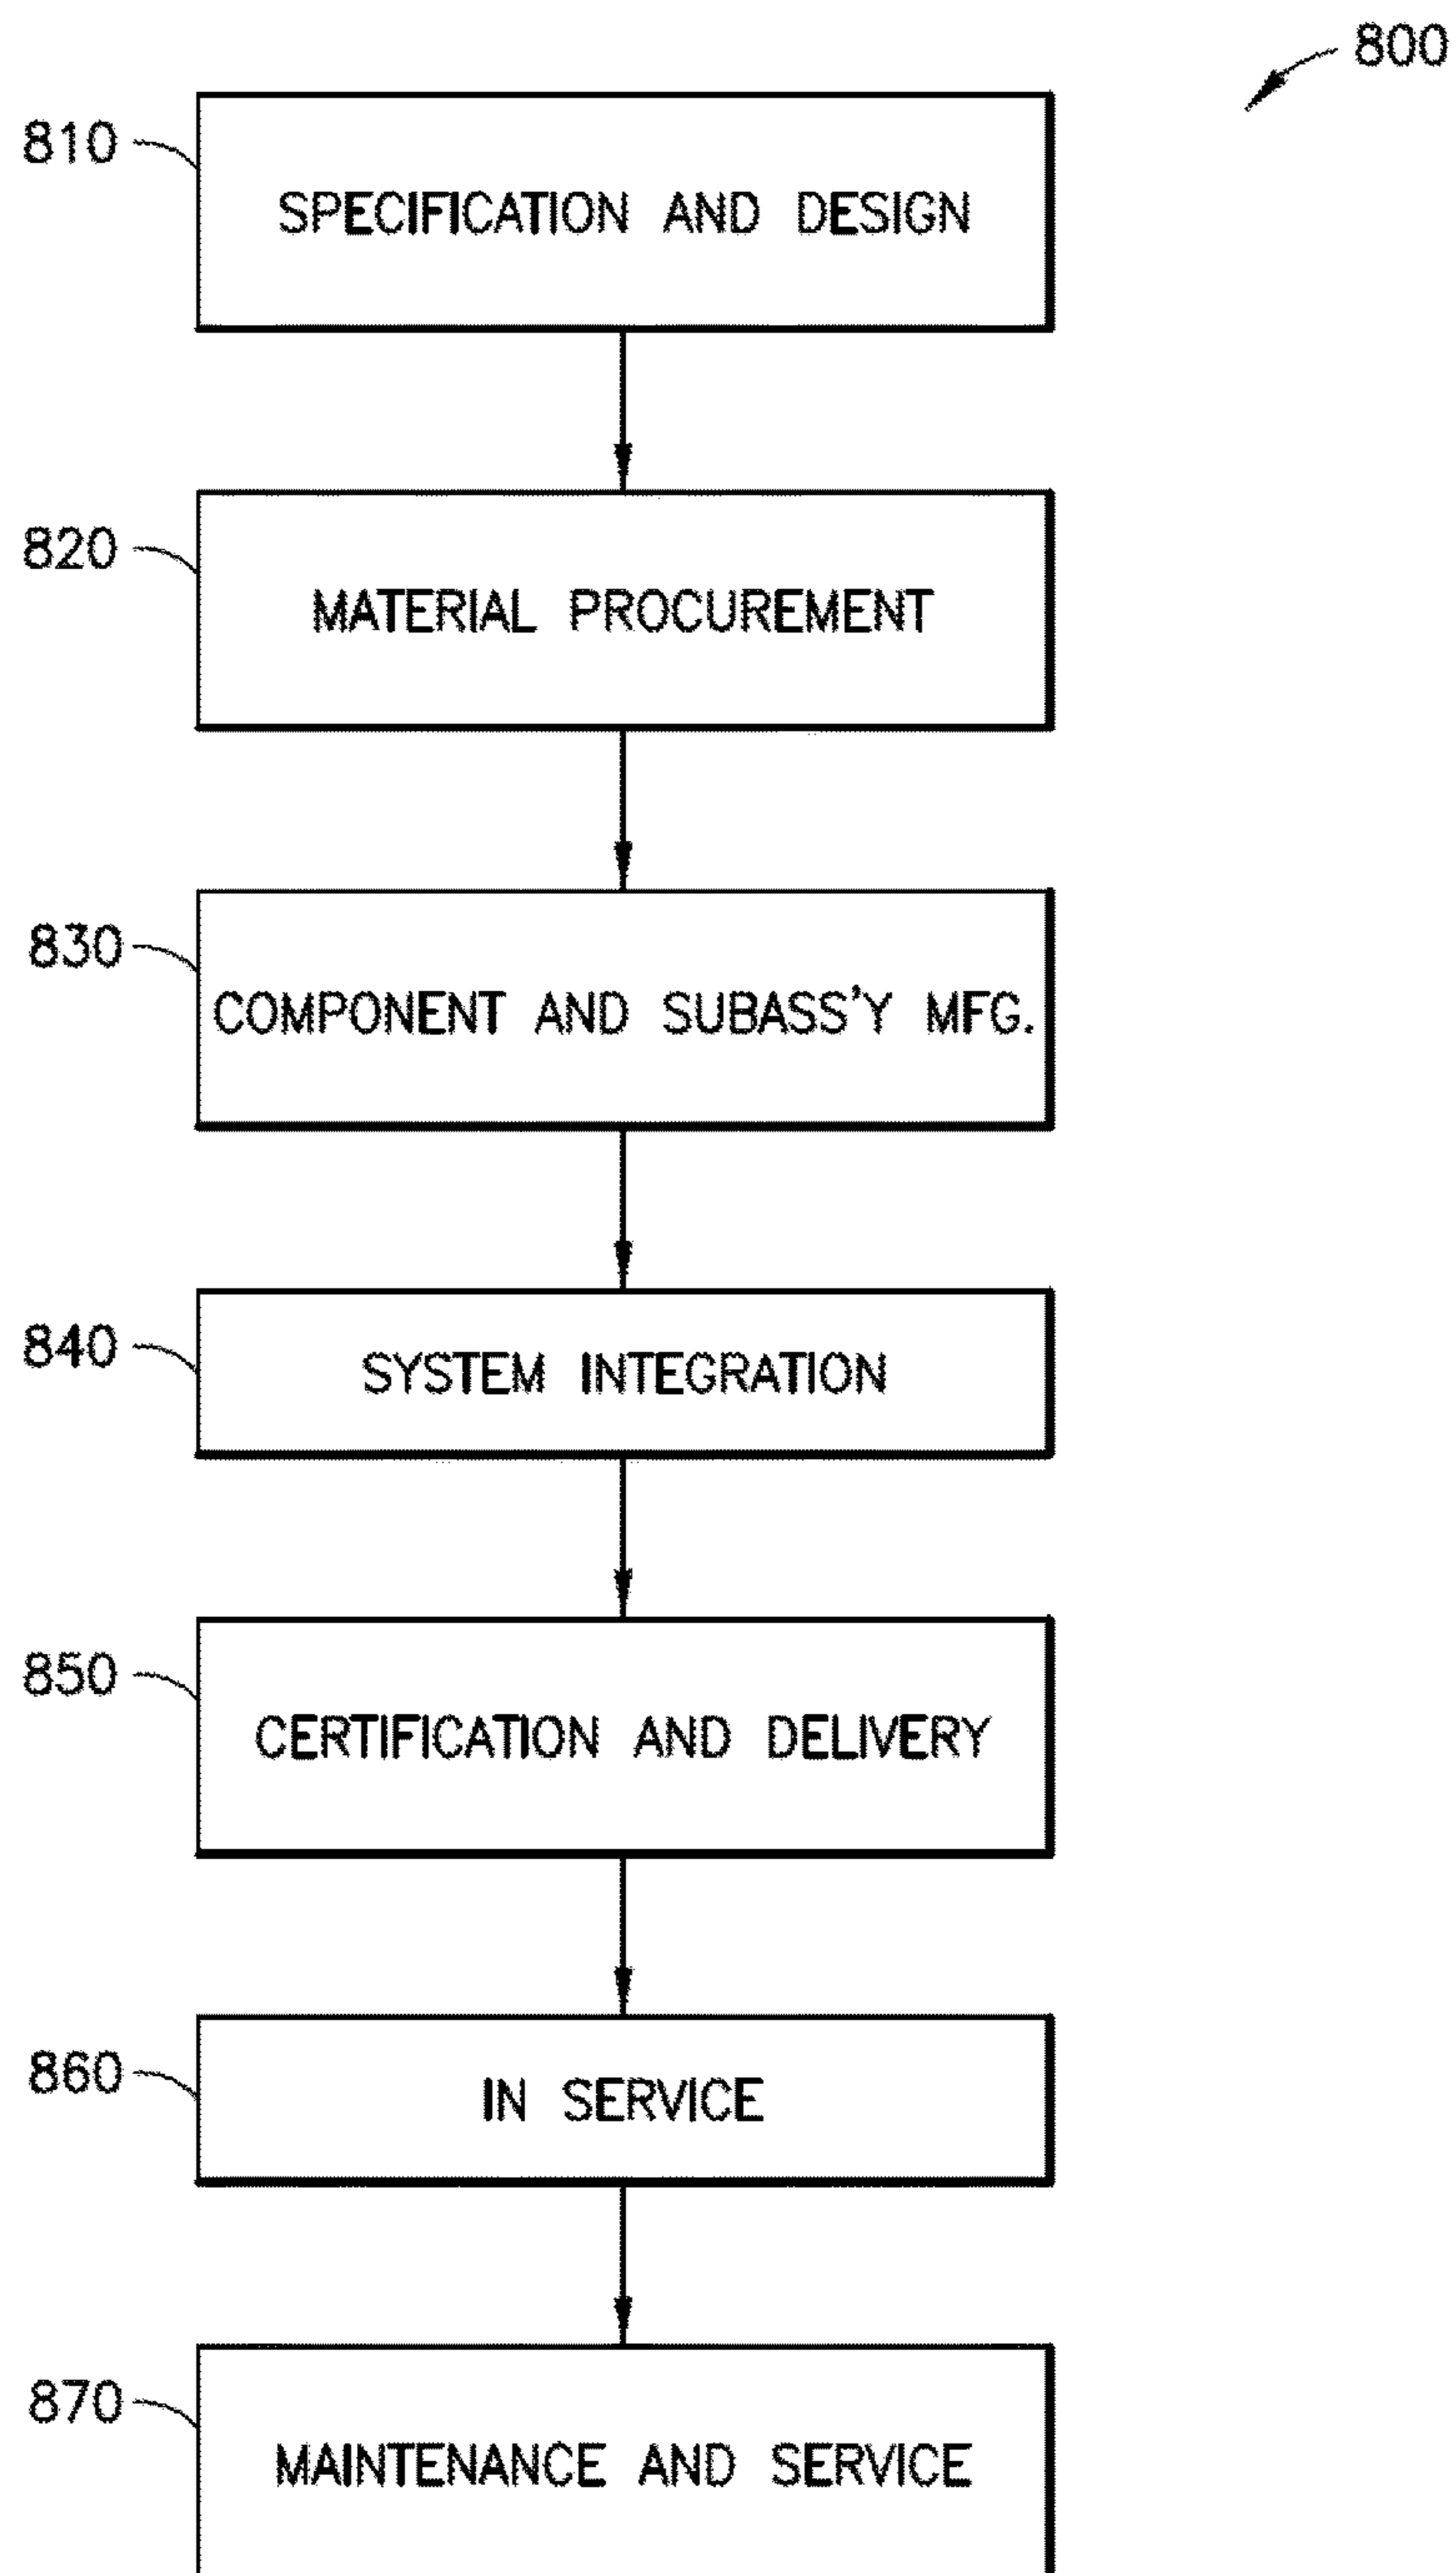 800
810
SPECIFICATION AND DESIGN
820
MATERIAL PROCUREMENT
830
COMPONENT AND SUBASS'Y MFG.
840
SYSTEM INTEGRATION
850
CERTIFICATION AND DELIVERY
860
IN SERVICE
870
MAINTENANCE AND SERVICE